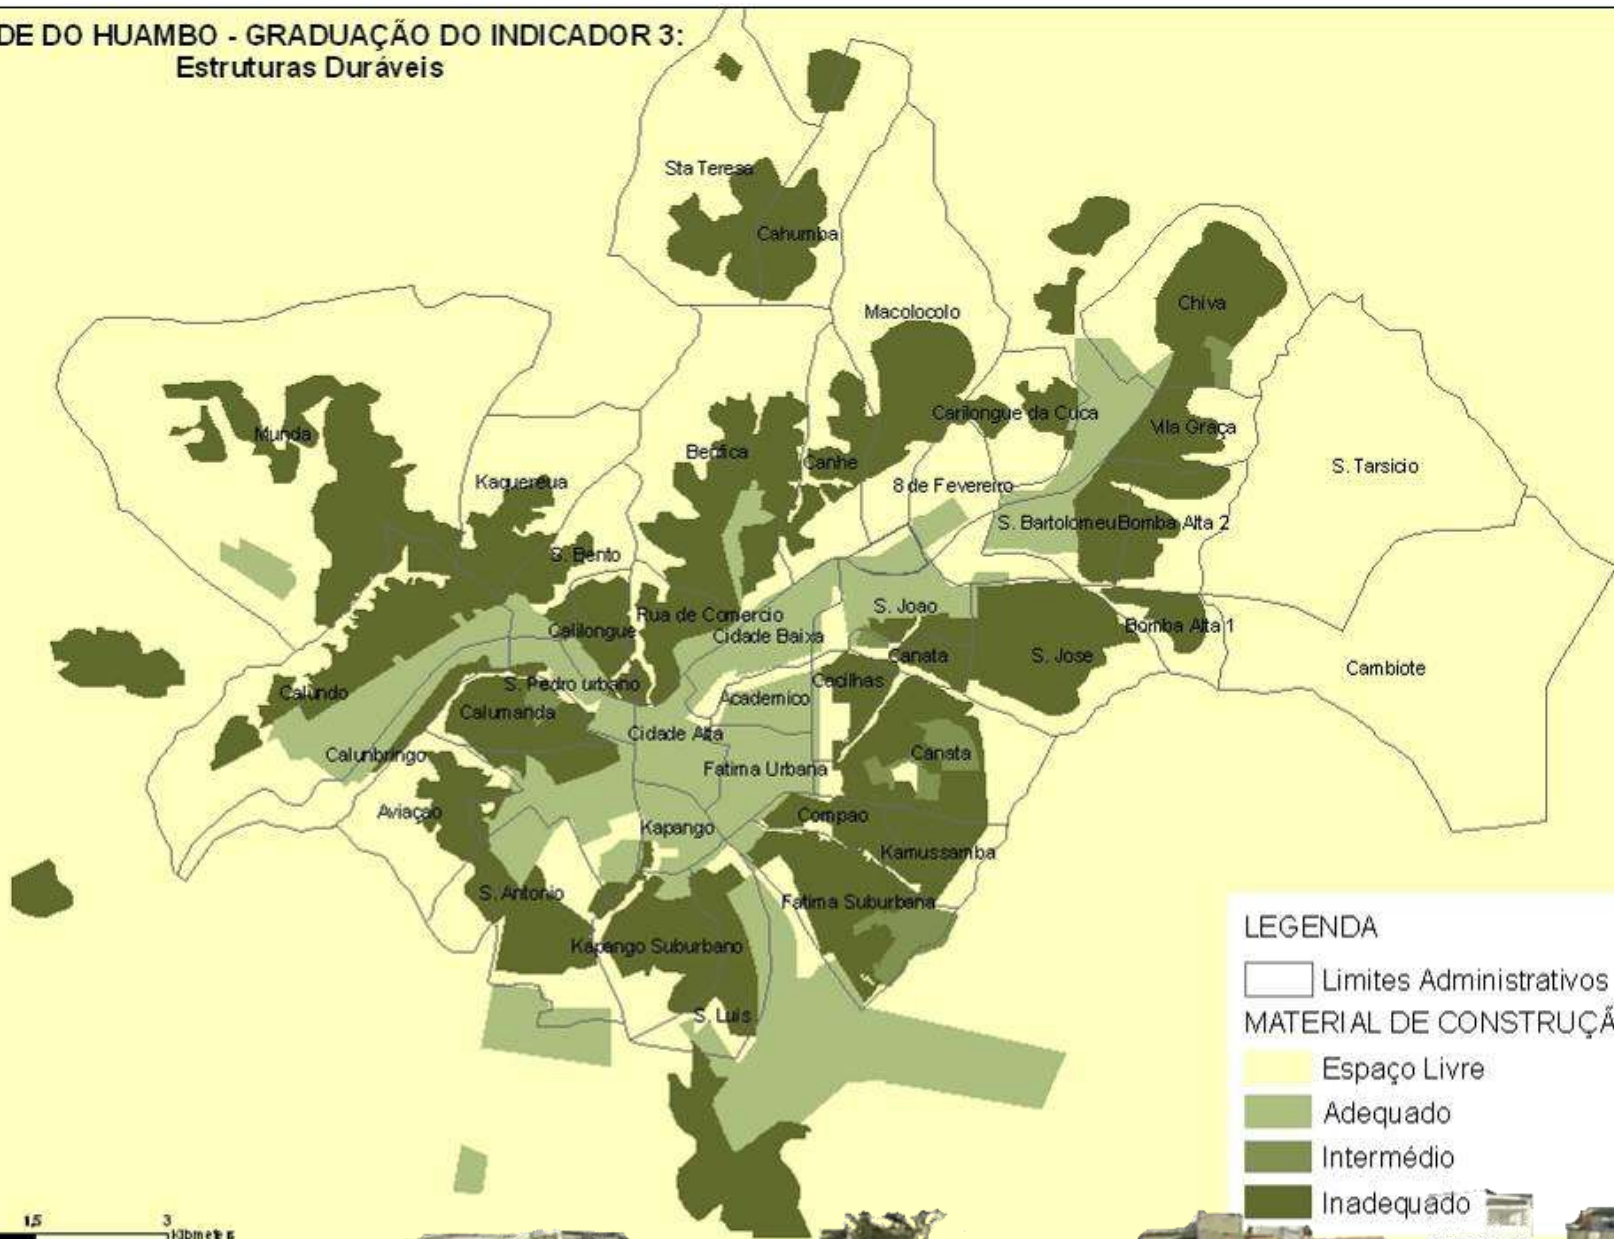 DE DO HUAMBO - GRADUAÇÃO DO INDICADOR 3:
Estruturas Duráveis
Sta Teresa
Cahumba
Chiva
Macolocolo
Carilongue da Cuca
Vila Graça
Munda
Benfica
Canhe
S. Tarsicio
Kaquereua
8 de Fevereiro
S. Bartolomeu
Bomba Alta 2
S. Bento
Rua de Comercio
S. Joao
Calilongue
Cidade Baixa
Bomba Alta 1
Canata
S. Jose
Cambiote
Calundo
S. Pedro urbano
Cacilhas
Academico
Calumanda
Cidade Alta
Calunbringo
Canata
Fatima Urbana
Aviaçao
Compao
Kapango
Kamussamba
S. Antonio
Fatima Suburbana
Kapango Suburbano
S. Luis
LEGENDA
Limites Administrativos
MATERIAL DE CONSTRUÇÃ
Espaço Livre
Adequado
Intermédio
Inadequado
1,5 3
Kilometers